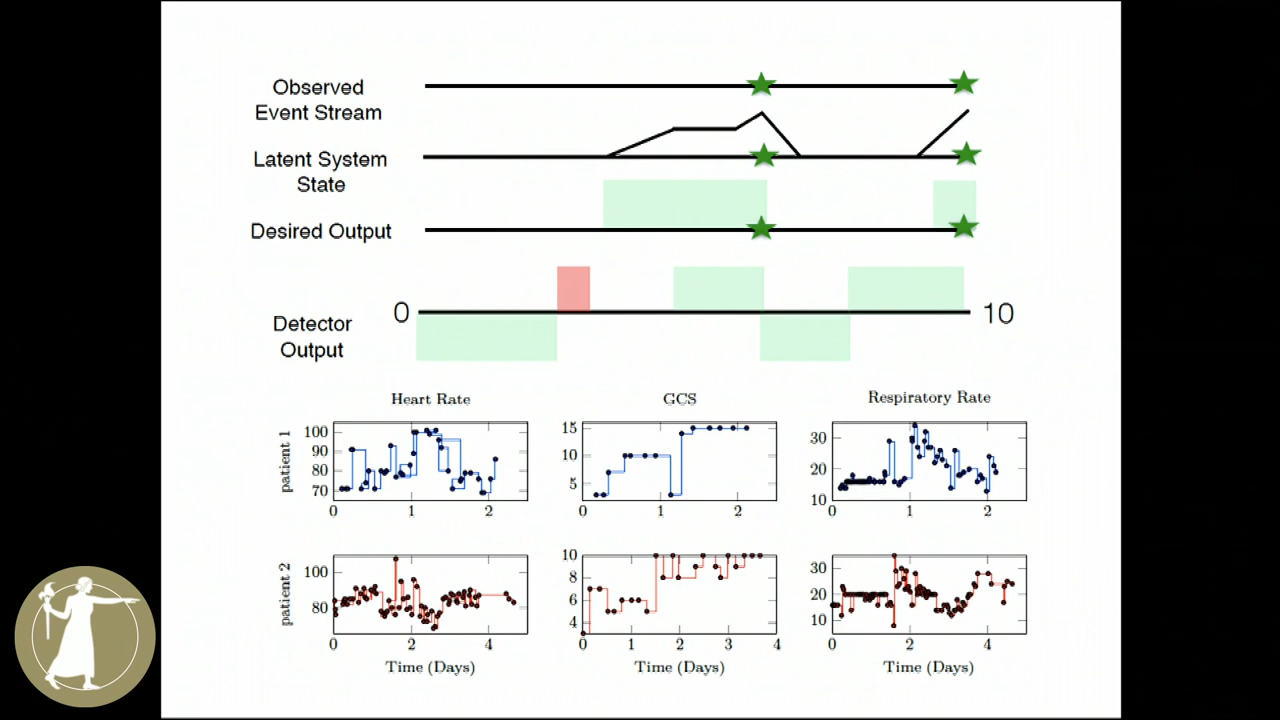 Observed
Event Stream
Latent System
State
Desired Output
0
10
Detector
Output
Heart Rate
GCS
Respiratory Rate
patient 1
100
90
80
70
0
1
2
15
10
5
0
1
2
30
20
10
0
1
2
patient 2
100
80
0
2
4
Time (Days)
10
8
6
4
0
1
2
3
4
Time (Days)
30
20
10
0
2
4
Time (Days)